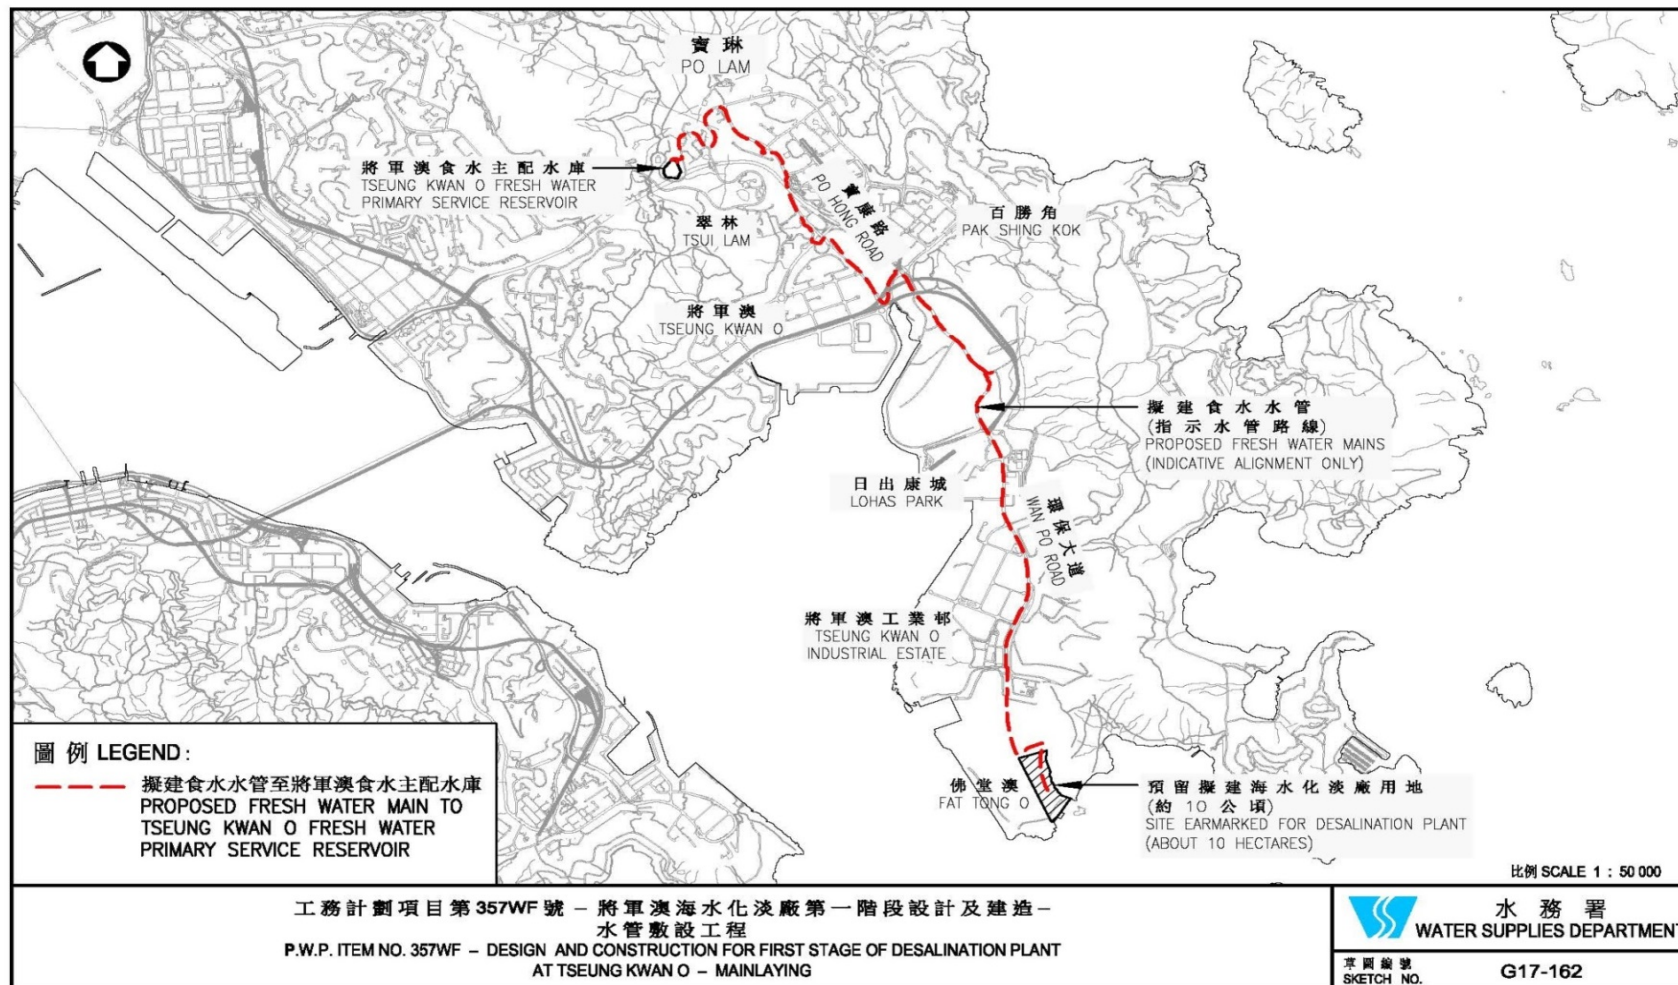 寶琳
PO LAM
將軍澳食水主配水庫
TSEUNG KWAN O FRESH WATER
PRIMARY SERVICE RESERVOIR
翠林
TSUI LAM
寶康路
PO HONG ROAD
百勝角
PAK SHING KOK
將軍澳
TSEUNG KWAN O
擬建食水水管
(指示水管路線)
PROPOSED FRESH WATER MAINS
(INDICATIVE ALIGNMENT ONLY)
日出康城
LOHAS PARK
環保大道
WAN PO ROAD
將軍澳工業邨
TSEUNG KWAN O
INDUSTRIAL ESTATE
佛堂澳
FAT TONG O
預留擬建海水化淡廠用地
(約 10 公頃)
SITE EARMARKED FOR DESALINATION PLANT
(ABOUT 10 HECTARES)
圖例 LEGEND:
擬建食水水管至將軍澳食水主配水庫
PROPOSED FRESH WATER MAIN TO
TSEUNG KWAN O FRESH WATER
PRIMARY SERVICE RESERVOIR
比例 SCALE 1 : 50 000
工務計劃項目第 357WF 號 – 將軍澳海水化淡廠第一階段設計及建造 –
水管敷設工程
P.W.P. ITEM NO. 357WF – DESIGN AND CONSTRUCTION FOR FIRST STAGE OF DESALINATION PLANT
AT TSEUNG KWAN O – MAINLAYING
水務署
WATER SUPPLIES DEPARTMENT
草圖編號
SKETCH NO.
G17-162